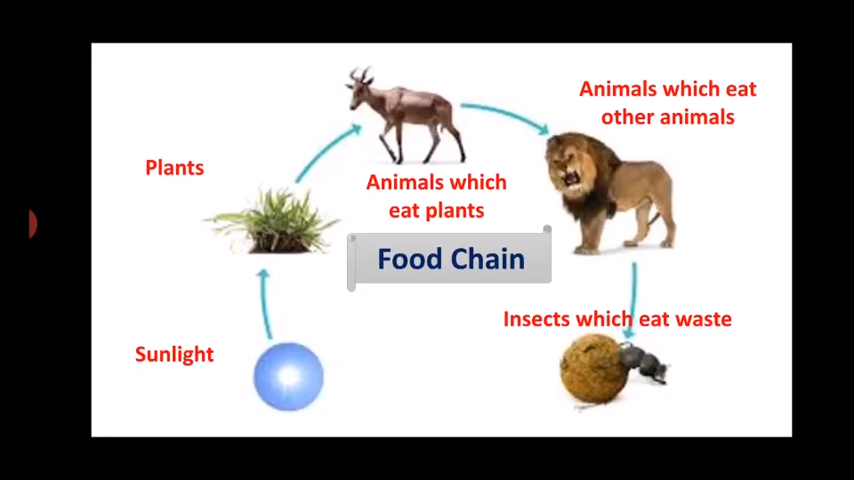 Animals which eat
other animals
Plants
Animals which
eat plants
Food Chain
Insects which eat waste
Sunlight